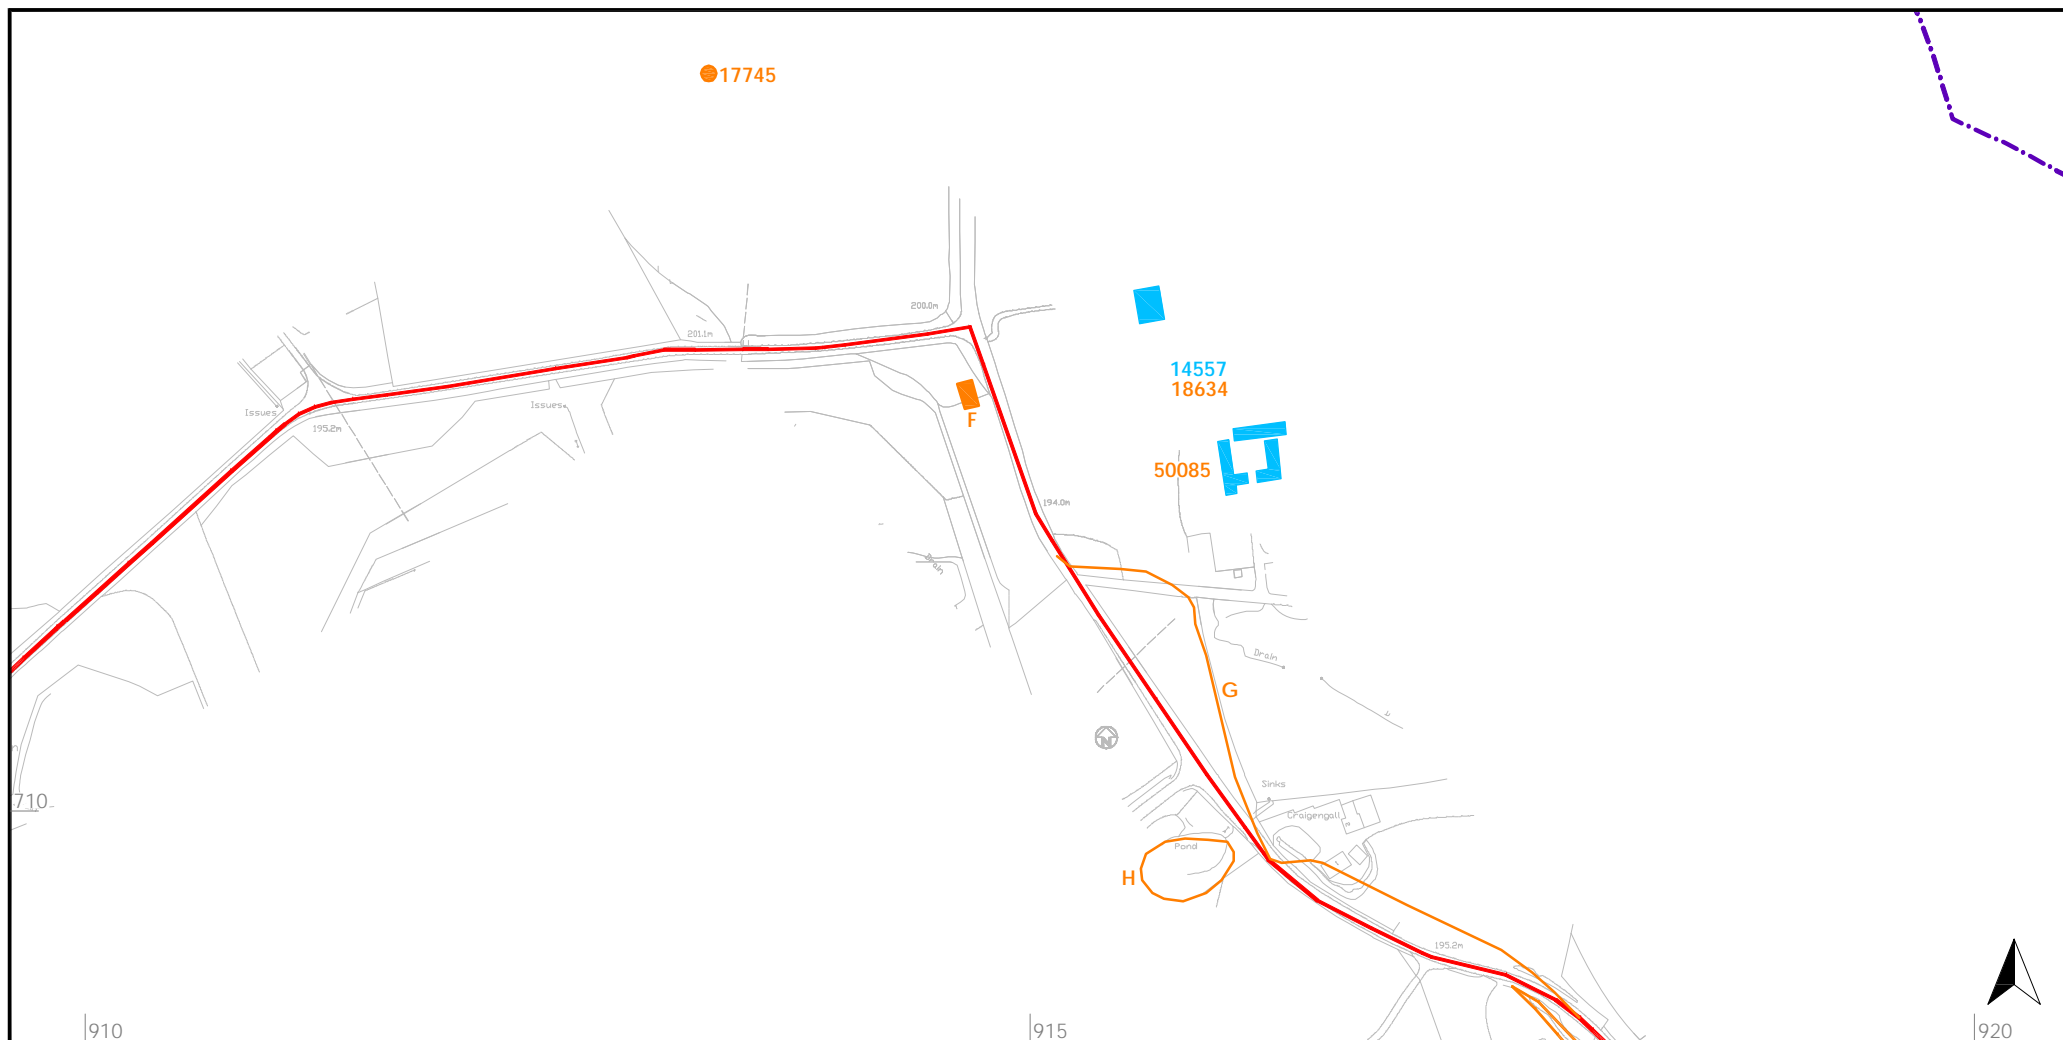 17745
200.0m
201.1m
14557
18634
Issues
Issues
195.2m
F
50085
194.0m
Drain
Drain
G
N
710
Sinks
Craigengall
Pond
H
195.2m
910
915
920